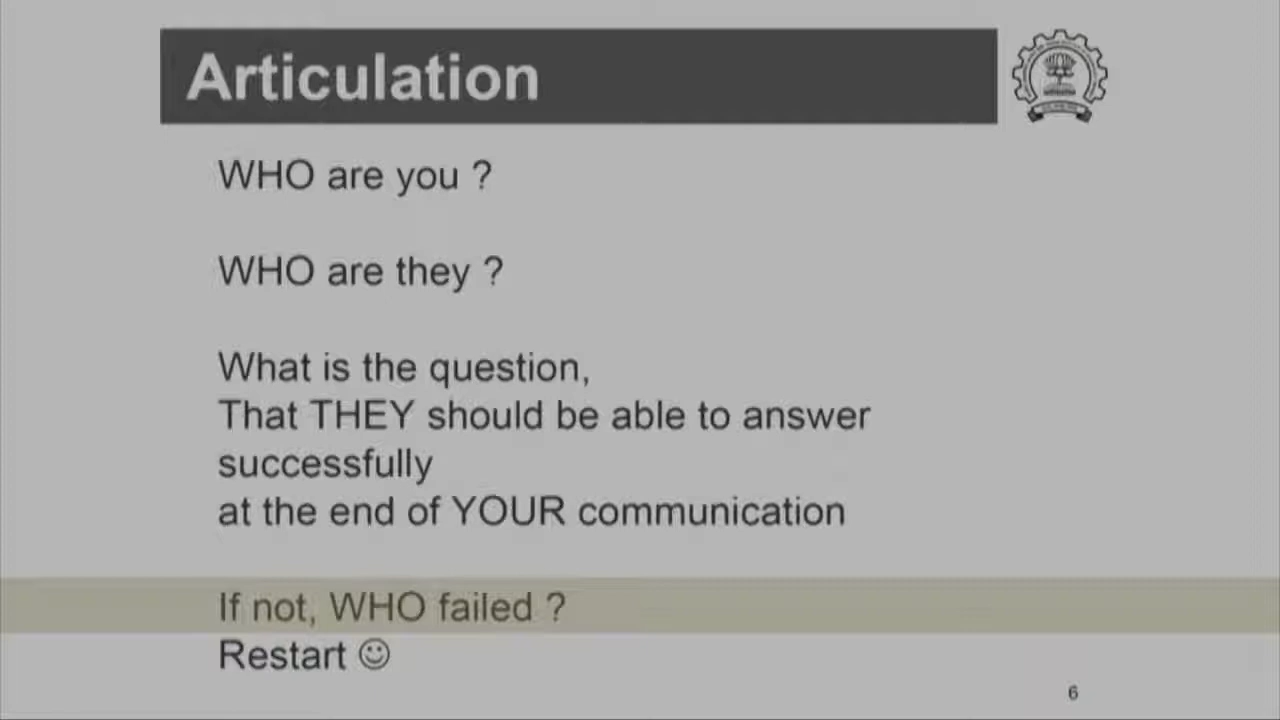 Articulation
WHO are you ?
WHO are they ?
What is the question,
That THEY should be able to answer
successfully
at the end of YOUR communication
If not, WHO failed ?
Restart ☺
6